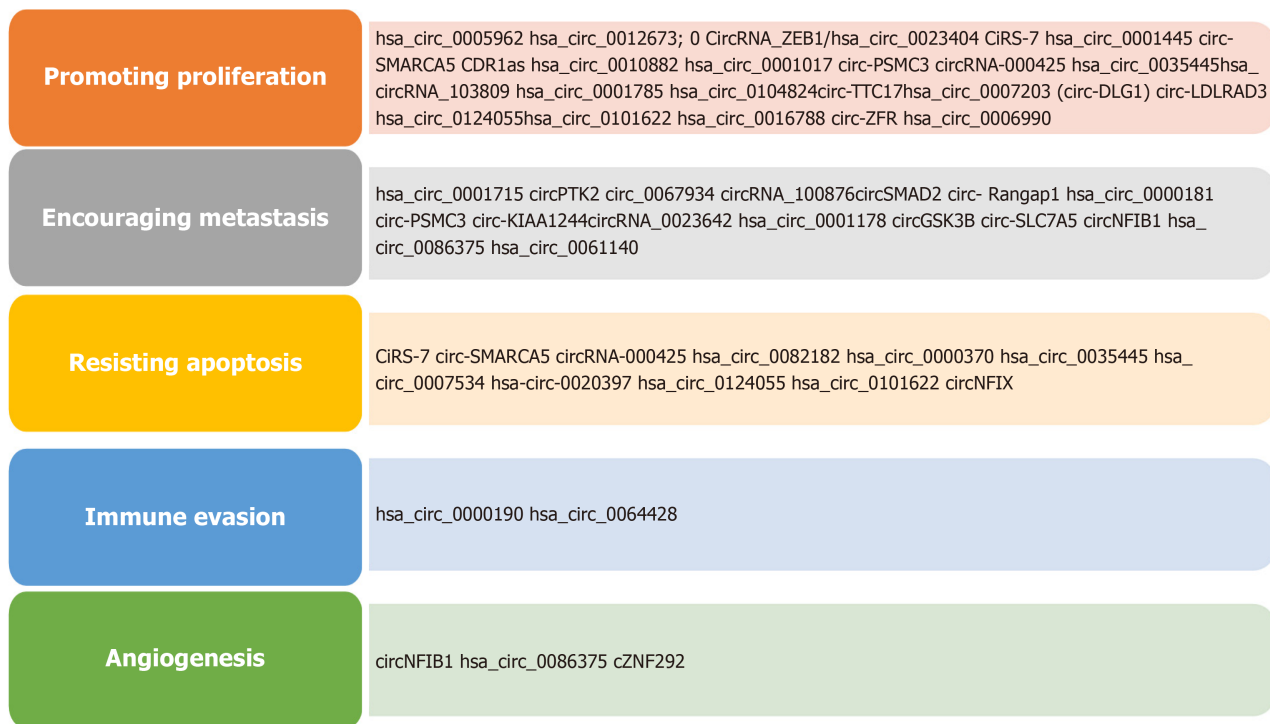 Promoting proliferation
hsa_circ_0005962 hsa_circ_0012673; 0 CircRNA_ZEB1/hsa_circ_0023404 CiRS-7 hsa_circ_0001445 circ-
SMARCA5 CDR1as hsa_circ_0010882 hsa_circ_0001017 circ-PSMC3 circRNA-000425 hsa_circ_0035445hsa_
circRNA_103809 hsa_circ_0001785 hsa_circ_0104824circ-TTC17hsa_circ_0007203 (circ-DLG1) circ-LDLRAD3
hsa_circ_0124055hsa_circ_0101622 hsa_circ_0016788 circ-ZFR hsa_circ_0006990
Encouraging metastasis
hsa_circ_0001715 circPTK2 circ_0067934 circRNA_100876circSMAD2 circ- Rangap1 hsa_circ_0000181
circ-PSMC3 circ-KIAA1244circRNA_0023642 hsa_circ_0001178 circGSK3B circ-SLC7A5 circNFIB1 hsa_
circ_0086375 hsa_circ_0061140
Resisting apoptosis
CiRS-7 circ-SMARCA5 circRNA-000425 hsa_circ_0082182 hsa_circ_0000370 hsa_circ_0035445 hsa_
circ_0007534 hsa-circ-0020397 hsa_circ_0124055 hsa_circ_0101622 circNFIX
Immune evasion
hsa_circ_0000190 hsa_circ_0064428
Angiogenesis
circNFIB1 hsa_circ_0086375 cZNF292